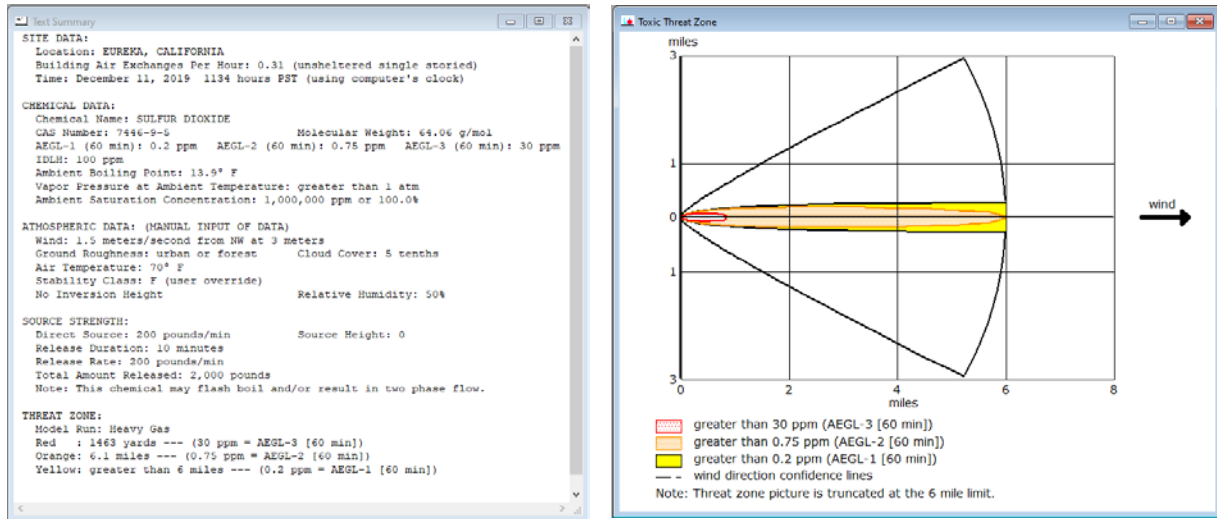 Text Summary
SITE DATA:
Location: EUREKA, CALIFORNIA
Building Air Exchanges Per Hour: 0.31 (unsheltered single storied)
Time: December 11, 2019 1134 hours PST (using computer's clock)
CHEMICAL DATA:
Chemical Name: SULFUR DIOXIDE
CAS Number: 7446-9-5 Molecular Weight: 64.06 g/mol
AEGL-1 (60 min): 0.2 ppm AEGL-2 (60 min): 0.75 ppm AEGL-3 (60 min): 30 ppm
IDLH: 100 ppm
Ambient Boiling Point: 13.9° F
Vapor Pressure at Ambient Temperature: greater than 1 atm
Ambient Saturation Concentration: 1,000,000 ppm or 100.0%
ATMOSPHERIC DATA: (MANUAL INPUT OF DATA)
Wind: 1.5 meters/second from NW at 3 meters
Ground Roughness: urban or forest Cloud Cover: 5 tenths
Air Temperature: 70° F
Stability Class: F (user override)
No Inversion Height Relative Humidity: 50%
SOURCE STRENGTH:
Direct Source: 200 pounds/min Source Height: 0
Release Duration: 10 minutes
Release Rate: 200 pounds/min
Total Amount Released: 2,000 pounds
Note: This chemical may flash boil and/or result in two phase flow.
THREAT ZONE:
Model Run: Heavy Gas
Red : 1463 yards --- (30 ppm = AEGL-3 [60 min])
Orange: 6.1 miles --- (0.75 ppm = AEGL-2 [60 min])
Yellow: greater than 6 miles --- (0.2 ppm = AEGL-1 [60 min])
Toxic Threat Zone
miles
3
1
0
1
3
0 2 4 6 8
miles
wind
greater than 30 ppm (AEGL-3 [60 min])
greater than 0.75 ppm (AEGL-2 [60 min])
greater than 0.2 ppm (AEGL-1 [60 min])
wind direction confidence lines
Note: Threat zone picture is truncated at the 6 mile limit.